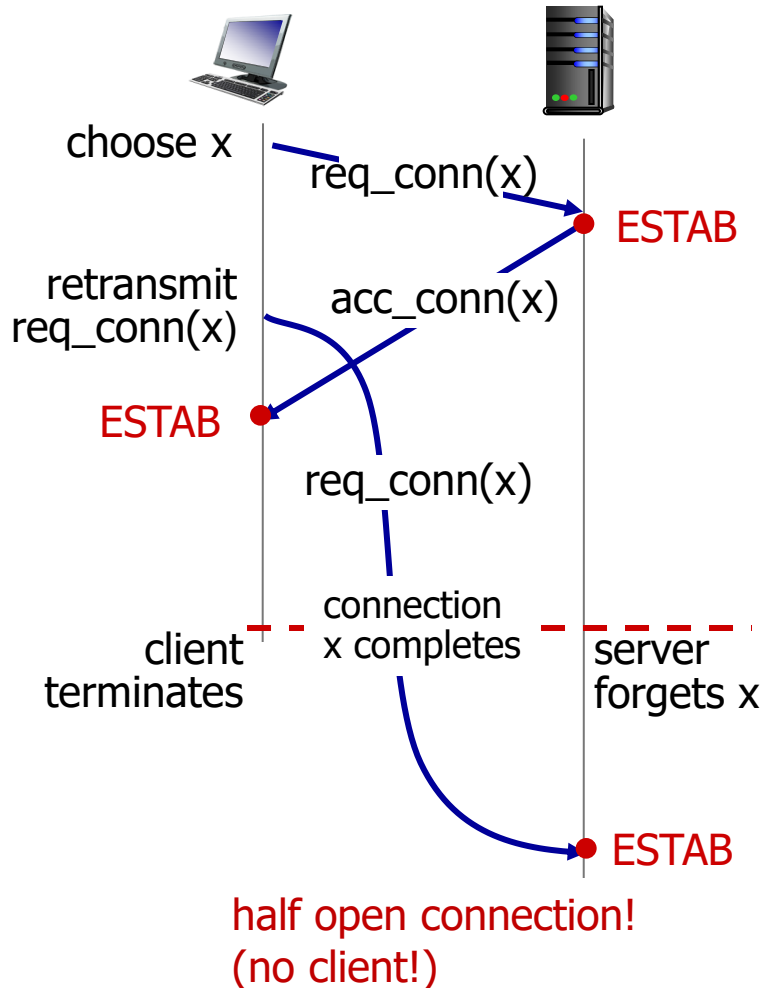 choose x
req_conn(x)
ESTAB
retransmit
req_conn(x)
acc_conn(x)
ESTAB
req_conn(x)
connection
x completes
client
terminates
server
forgets x
ESTAB
half open connection!
(no client!)